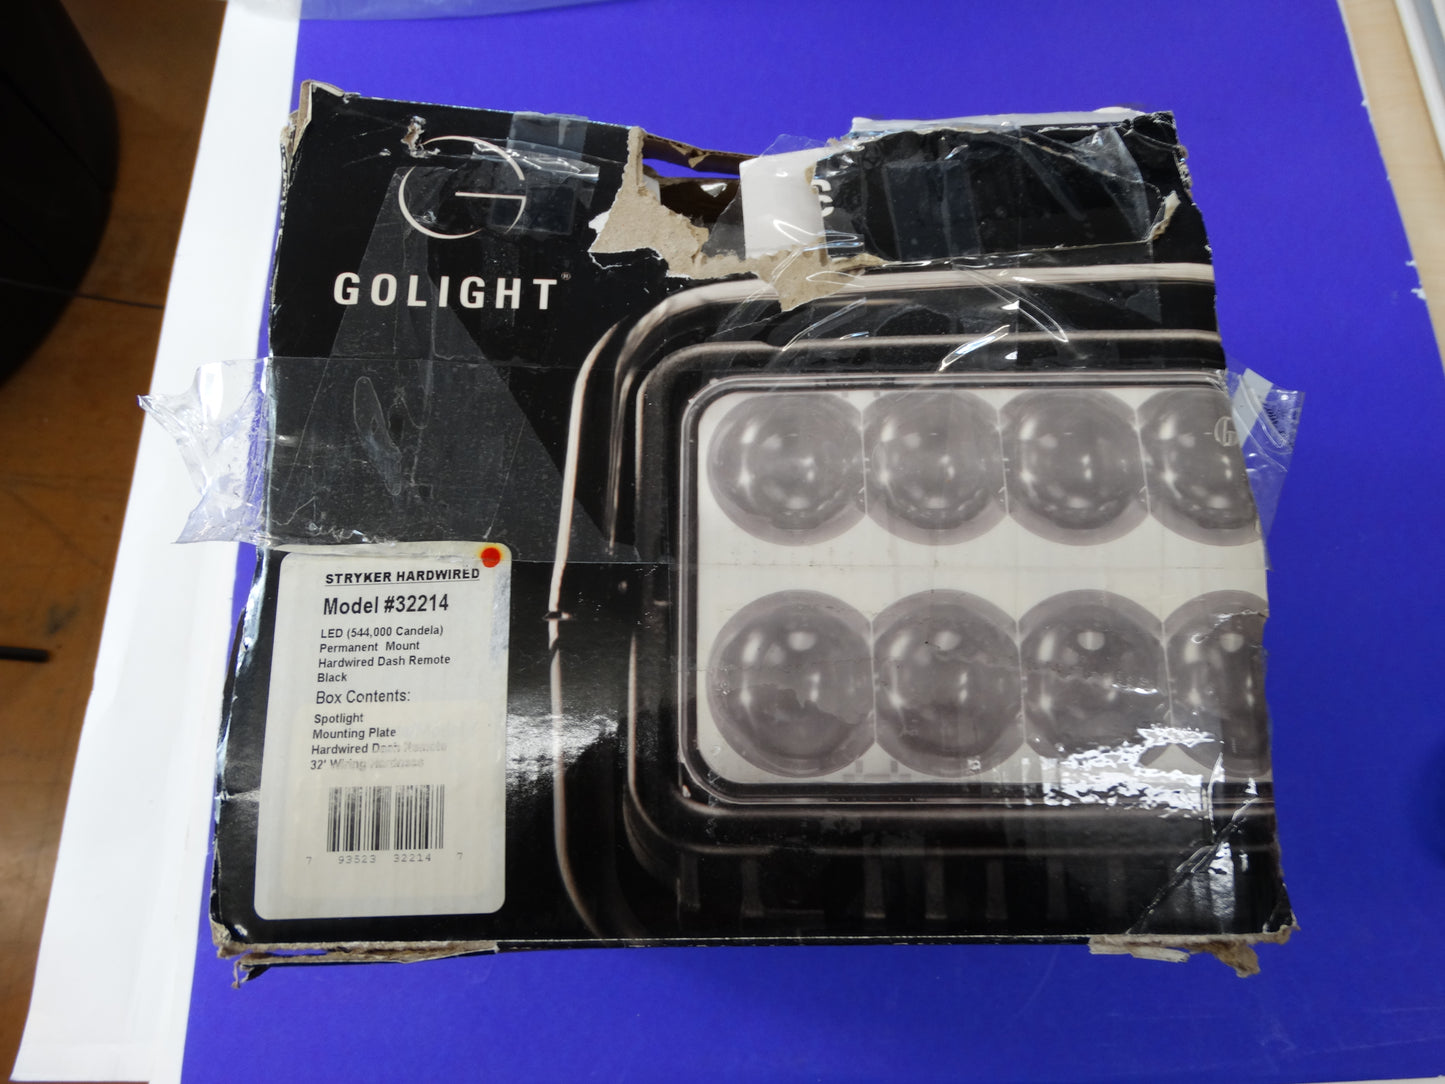 GOLIGHT®
STRYKER HARDWIRED
Model #32214
LED (544,000 Candela)
Permanent Mount
Hardwired Dash Remote
Black
Box Contents:
Spotlight
Mounting Plate
Hardwired Dash Remote
32' Wiring Harness
7 93523 32214 7